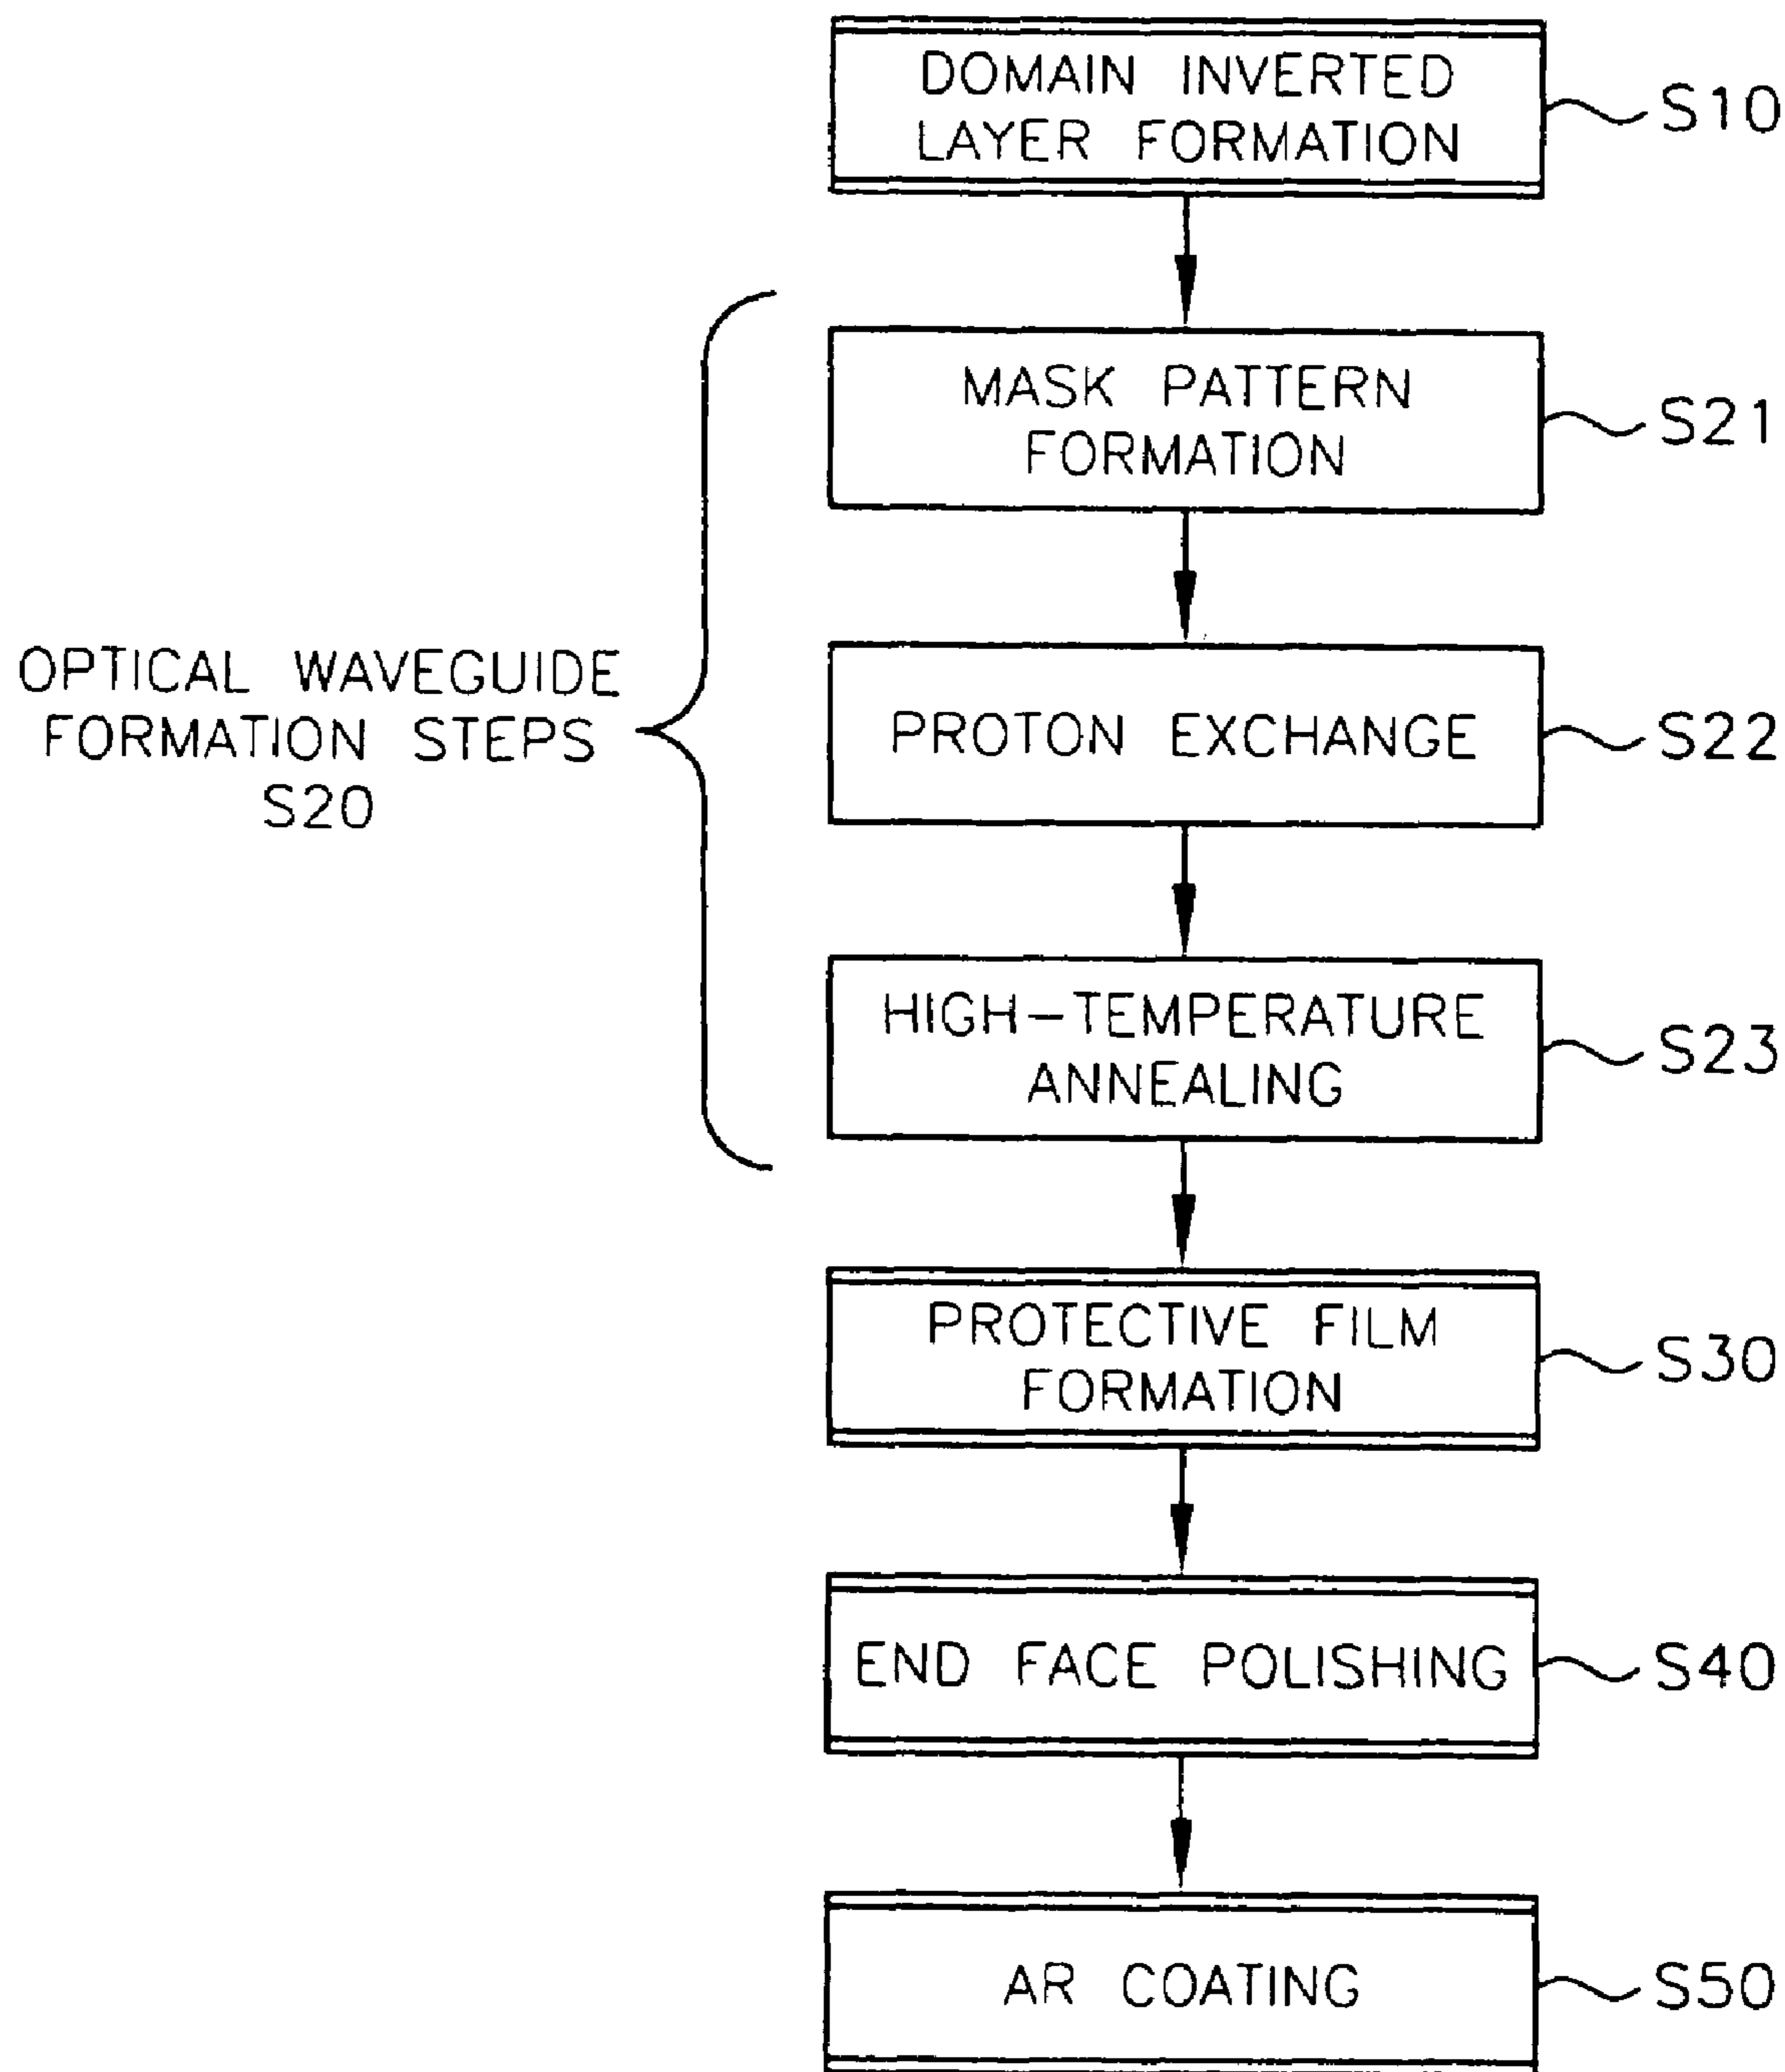 DOMAIN INVERTED
LAYER FORMATION
S10
MASK PATTERN
FORMATION
S21
OPTICAL WAVEGUIDE
FORMATION STEPS
S20
PROTON EXCHANGE
S22
HIGH-TEMPERATURE
ANNEALING
S23
PROTECTIVE FILM
FORMATION
S30
END FACE POLISHING
S40
AR COATING
S50